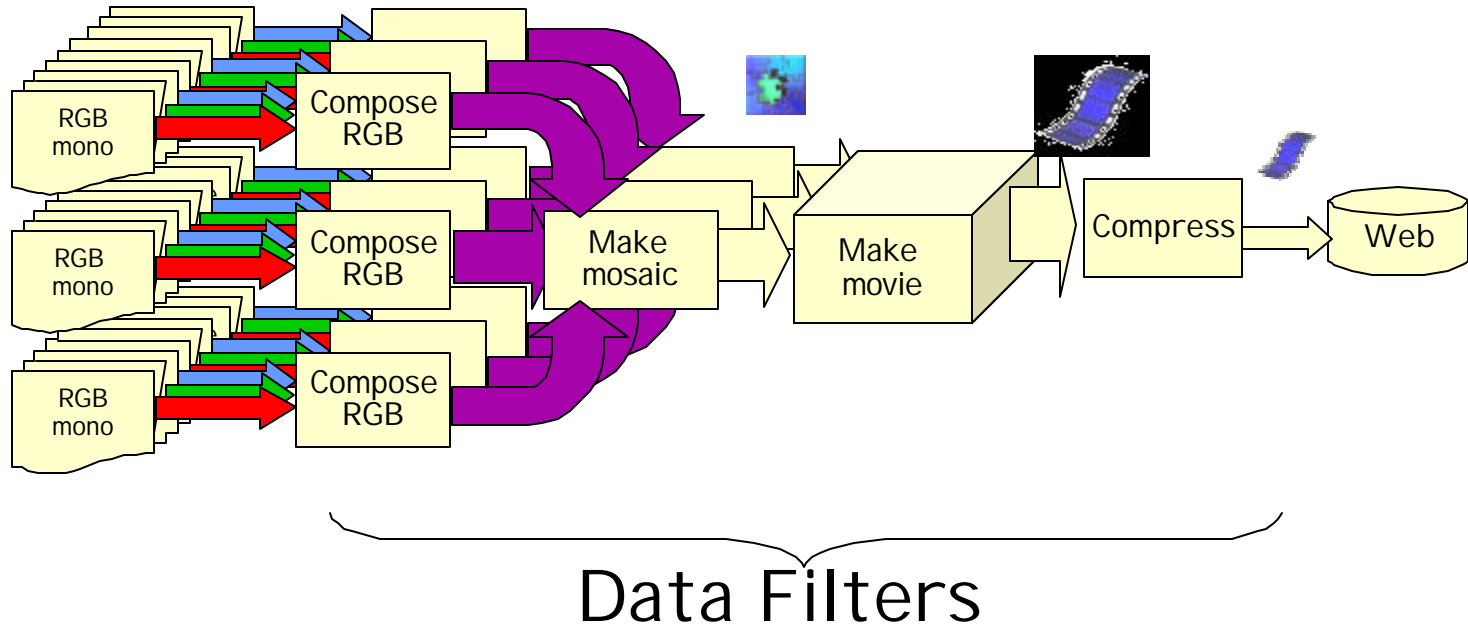 RGB
mono
Compose
RGB
RGB
mono
Compose
RGB
Make
mosaic
Make
movie
Compress
Web
RGB
mono
Compose
RGB
Data Filters